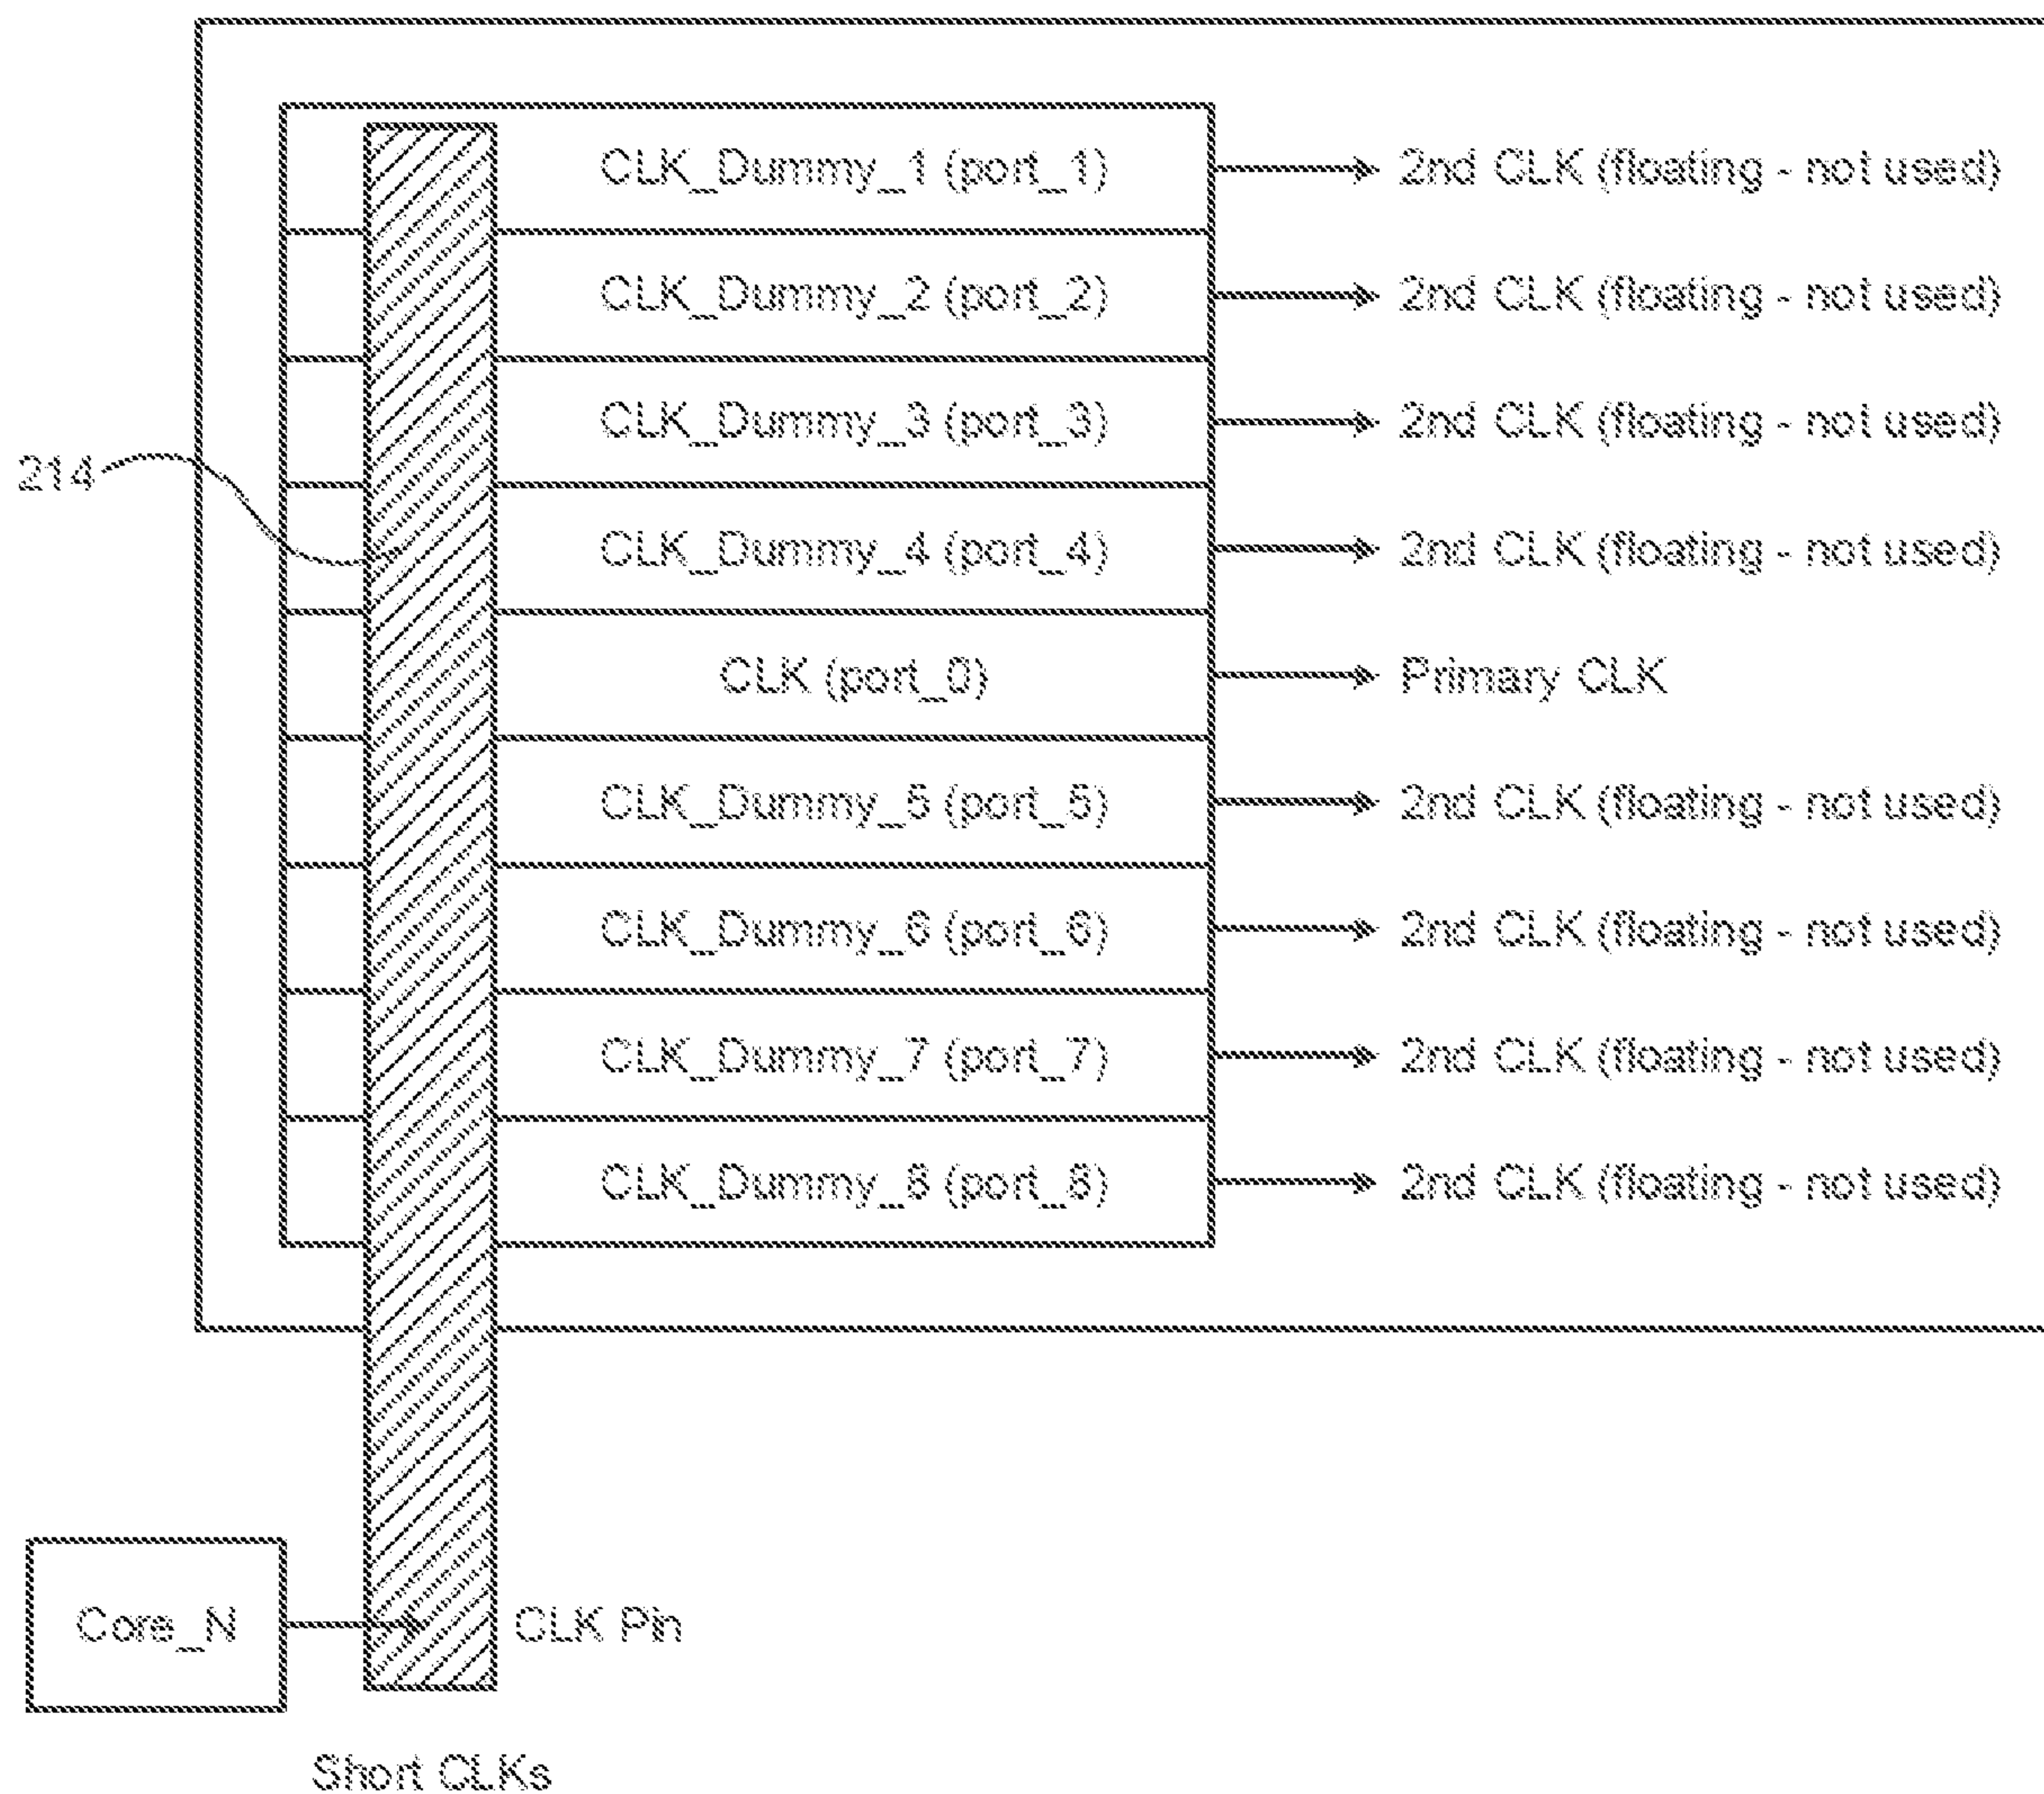 CLK_Dummy_1 (port_1) 2nd CLK (floating - not used)
CLK_Dummy_2 (port_2) 2nd CLK (floating - not used)
CLK_Dummy_3 (port_3) 2nd CLK (floating - not used)
214
CLK_Dummy_4 (port_4) 2nd CLK (floating - not used)
CLK (port_0) Primary CLK
CLK_Dummy_5 (port_5) 2nd CLK (floating - not used)
CLK_Dummy_6 (port_6) 2nd CLK (floating - not used)
CLK_Dummy_7 (port_7) 2nd CLK (floating - not used)
CLK_Dummy_8 (port_8) 2nd CLK (floating - not used)
Core_N CLK Pin
Short CLKs